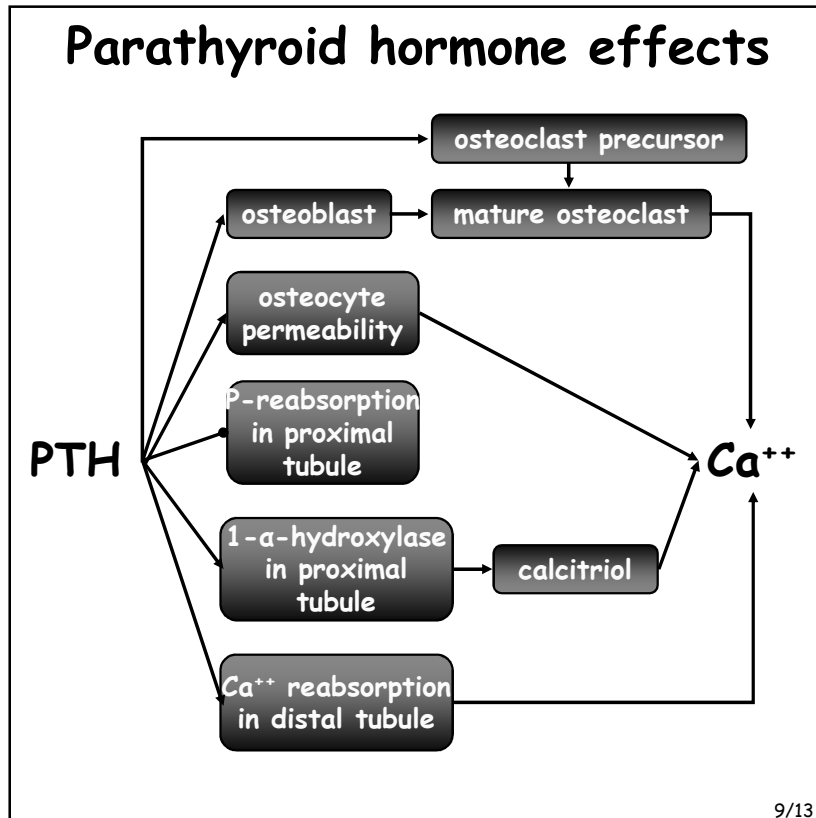 Parathyroid hormone effects
osteoclast precursor
osteoblast
mature osteoclast
osteocyte
permeability
P-reabsorption
in proximal
tubule
PTH
Ca⁺⁺
1-α-hydroxylase
in proximal
tubule
calcitriol
Ca⁺⁺ reabsorption
in distal tubule
9/13